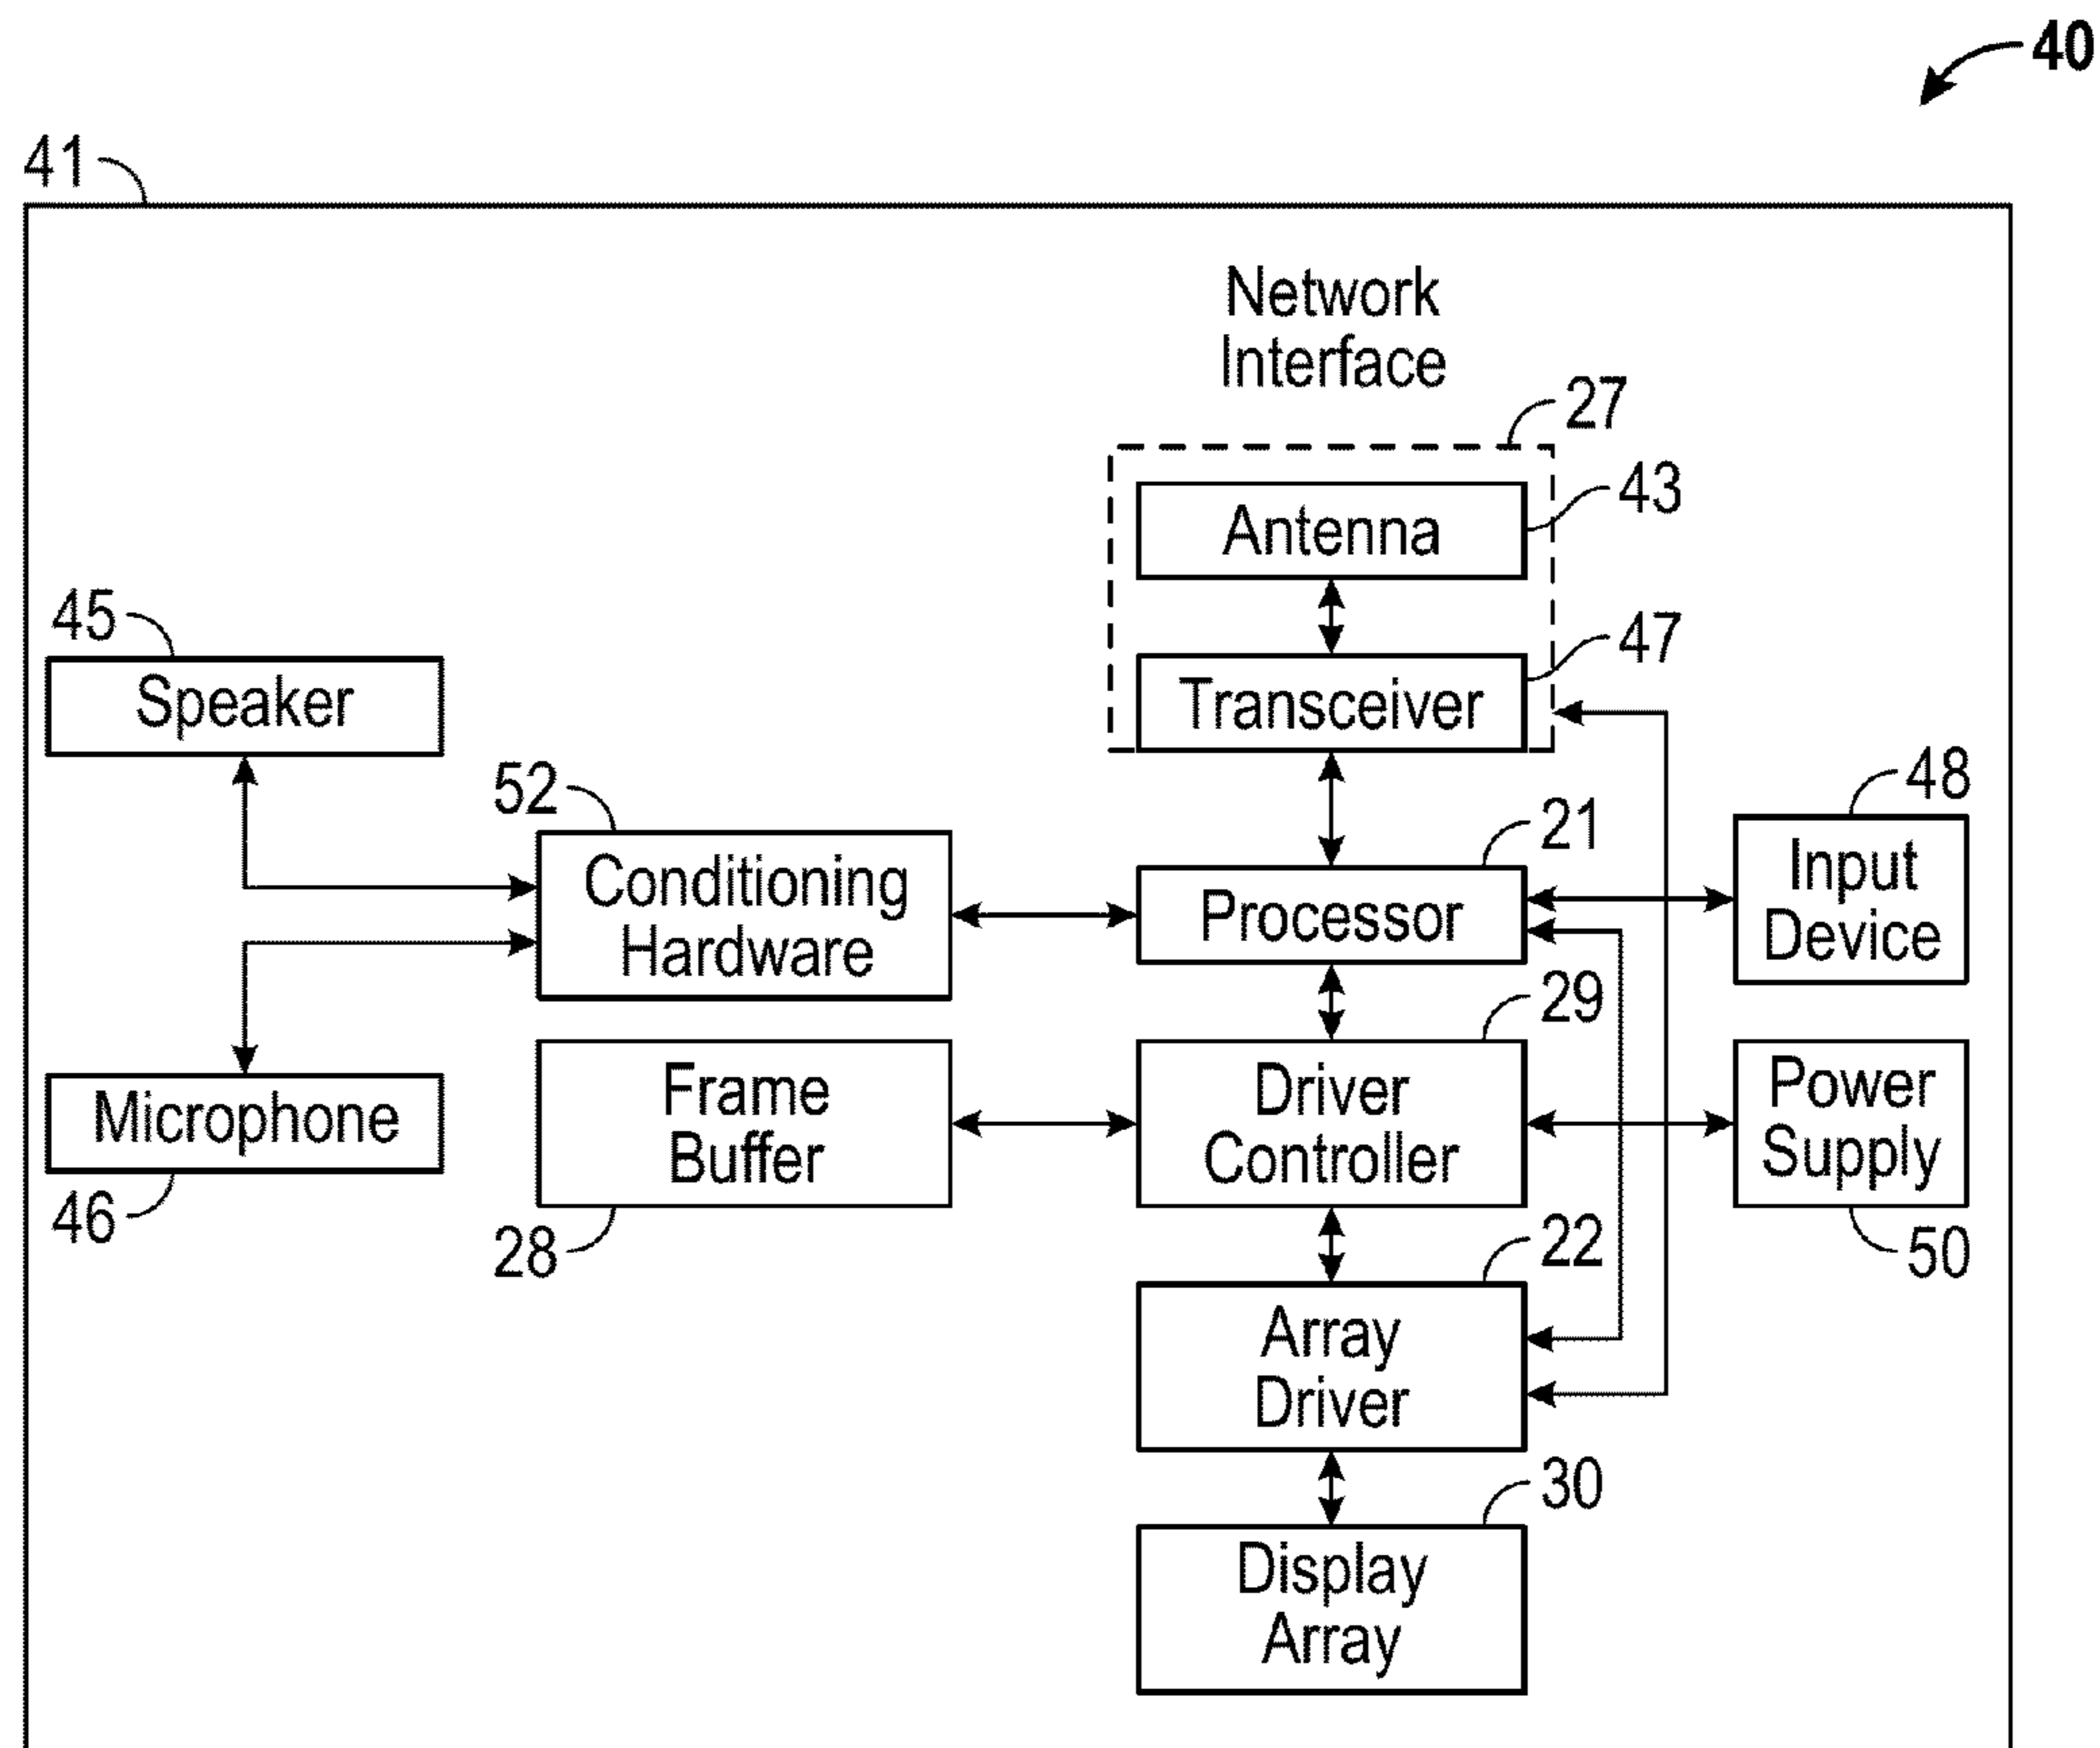 40
41
Network
Interface
27
Antenna
43
45
Speaker
47
Transceiver
52
Conditioning
Hardware
21
Processor
48
Input
Device
46
Microphone
Frame
Buffer
28
29
Driver
Controller
Power
Supply
50
22
Array
Driver
30
Display
Array